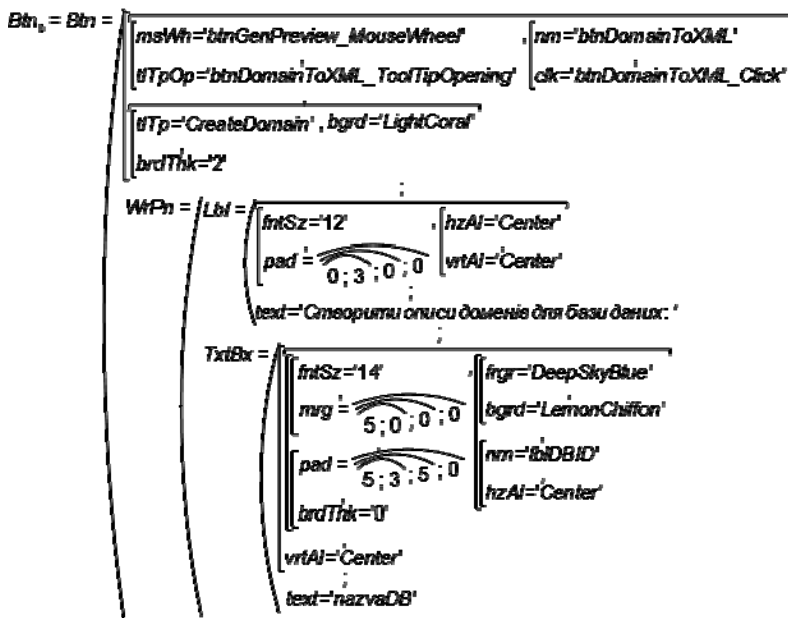 Btn₀ = Btn =
msWh='btnGenPreview_MouseWheel' , nm='btnDomainToXML'
;
tlTpOp='btnDomainToXML_ToolTipOpening' clk='btnDomainToXML_Click'
;
tlTp='CreateDomain' , bgrd='LightCoral'
;
brdThk='2'
;
WrPn = Lbl =
fntSz='12' , hzAl='Center'
;
pad = 0 ; 3 ; 0 ; 0 vrtAl='Center'
;
text='Створити описи доменів для бази даних: '
;
TxtBx =
fntSz='14' , frgr='DeepSkyBlue'
;
mrg = 5 ; 0 ; 0 ; 0 bgrd='LemonChiffon'
;
pad = 5 ; 3 ; 5 ; 0 nm='tblDBID'
;
brdThk='0' hzAl='Center'
;
vrtAl='Center'
;
text='nazvaDB'